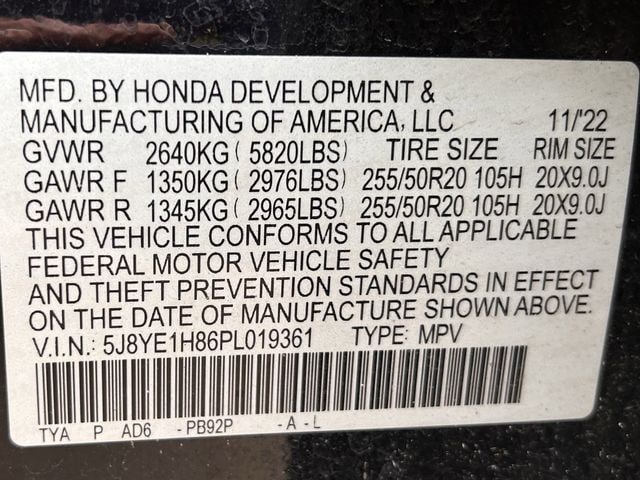 MFD. BY HONDA DEVELOPMENT &
MANUFACTURING OF AMERICA, LLC 11/'22
GVWR 2640KG ( 5820LBS) TIRE SIZE RIM SIZE
GAWR F 1350KG ( 2976LBS) 255/50R20 105H 20X9.0J
GAWR R 1345KG ( 2965LBS) 255/50R20 105H 20X9.0J
THIS VEHICLE CONFORMS TO ALL APPLICABLE
FEDERAL MOTOR VEHICLE SAFETY
AND THEFT PREVENTION STANDARDS IN EFFECT
ON THE DATE OF MANUFACTURE SHOWN ABOVE.
V.I.N.: 5J8YE1H86PL019361 TYPE: MPV
TYA P AD6 -PB92P -A-L